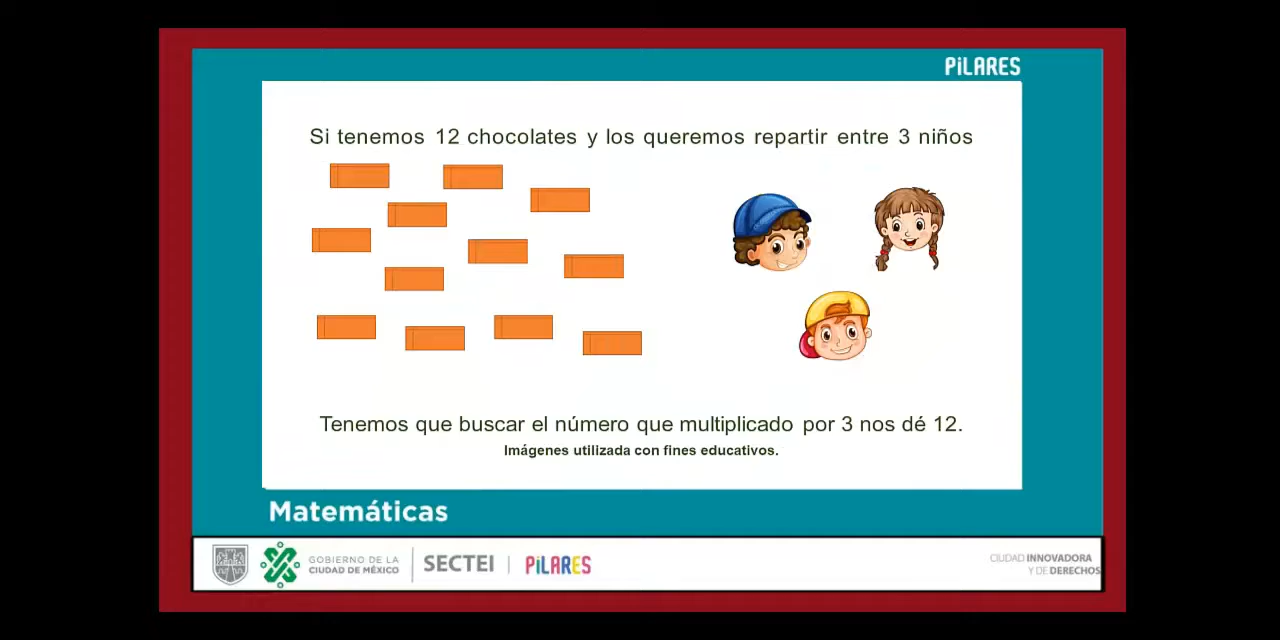 PiLARES
Si tenemos 12 chocolates y los queremos repartir entre 3 niños
Tenemos que buscar el número que multiplicado por 3 nos dé 12.
Imágenes utilizada con fines educativos.
Matemáticas
GOBIERNO DE LA
CIUDAD DE MÉXICO
SECTEI
PiLARES
CIUDAD INNOVADORA
Y DE DERECHOS